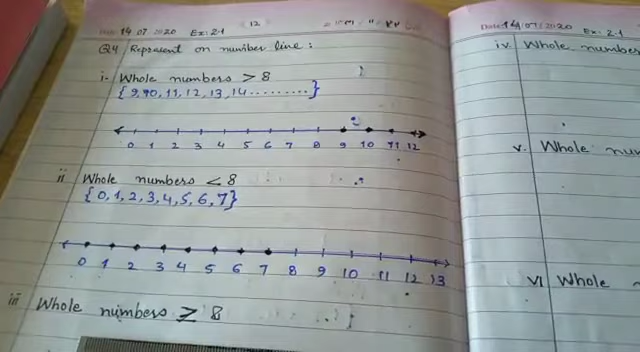 Date: 14.07.2020 Ex: 2.1
12
Q4 Represent on number line:
i- Whole numbers > 8
{9,10,11,12,13,14.........}
0 1 2 3 4 5 6 7 8 9 10 11 12
ii Whole numbers < 8
{0,1,2,3,4,5,6,7}
0 1 2 3 4 5 6 7 8 9 10 11 12 13
iii Whole numbers ≥ 8
Date: 14/07/2020 Ex: 2.1
iv. Whole number
v. Whole
VI Whole